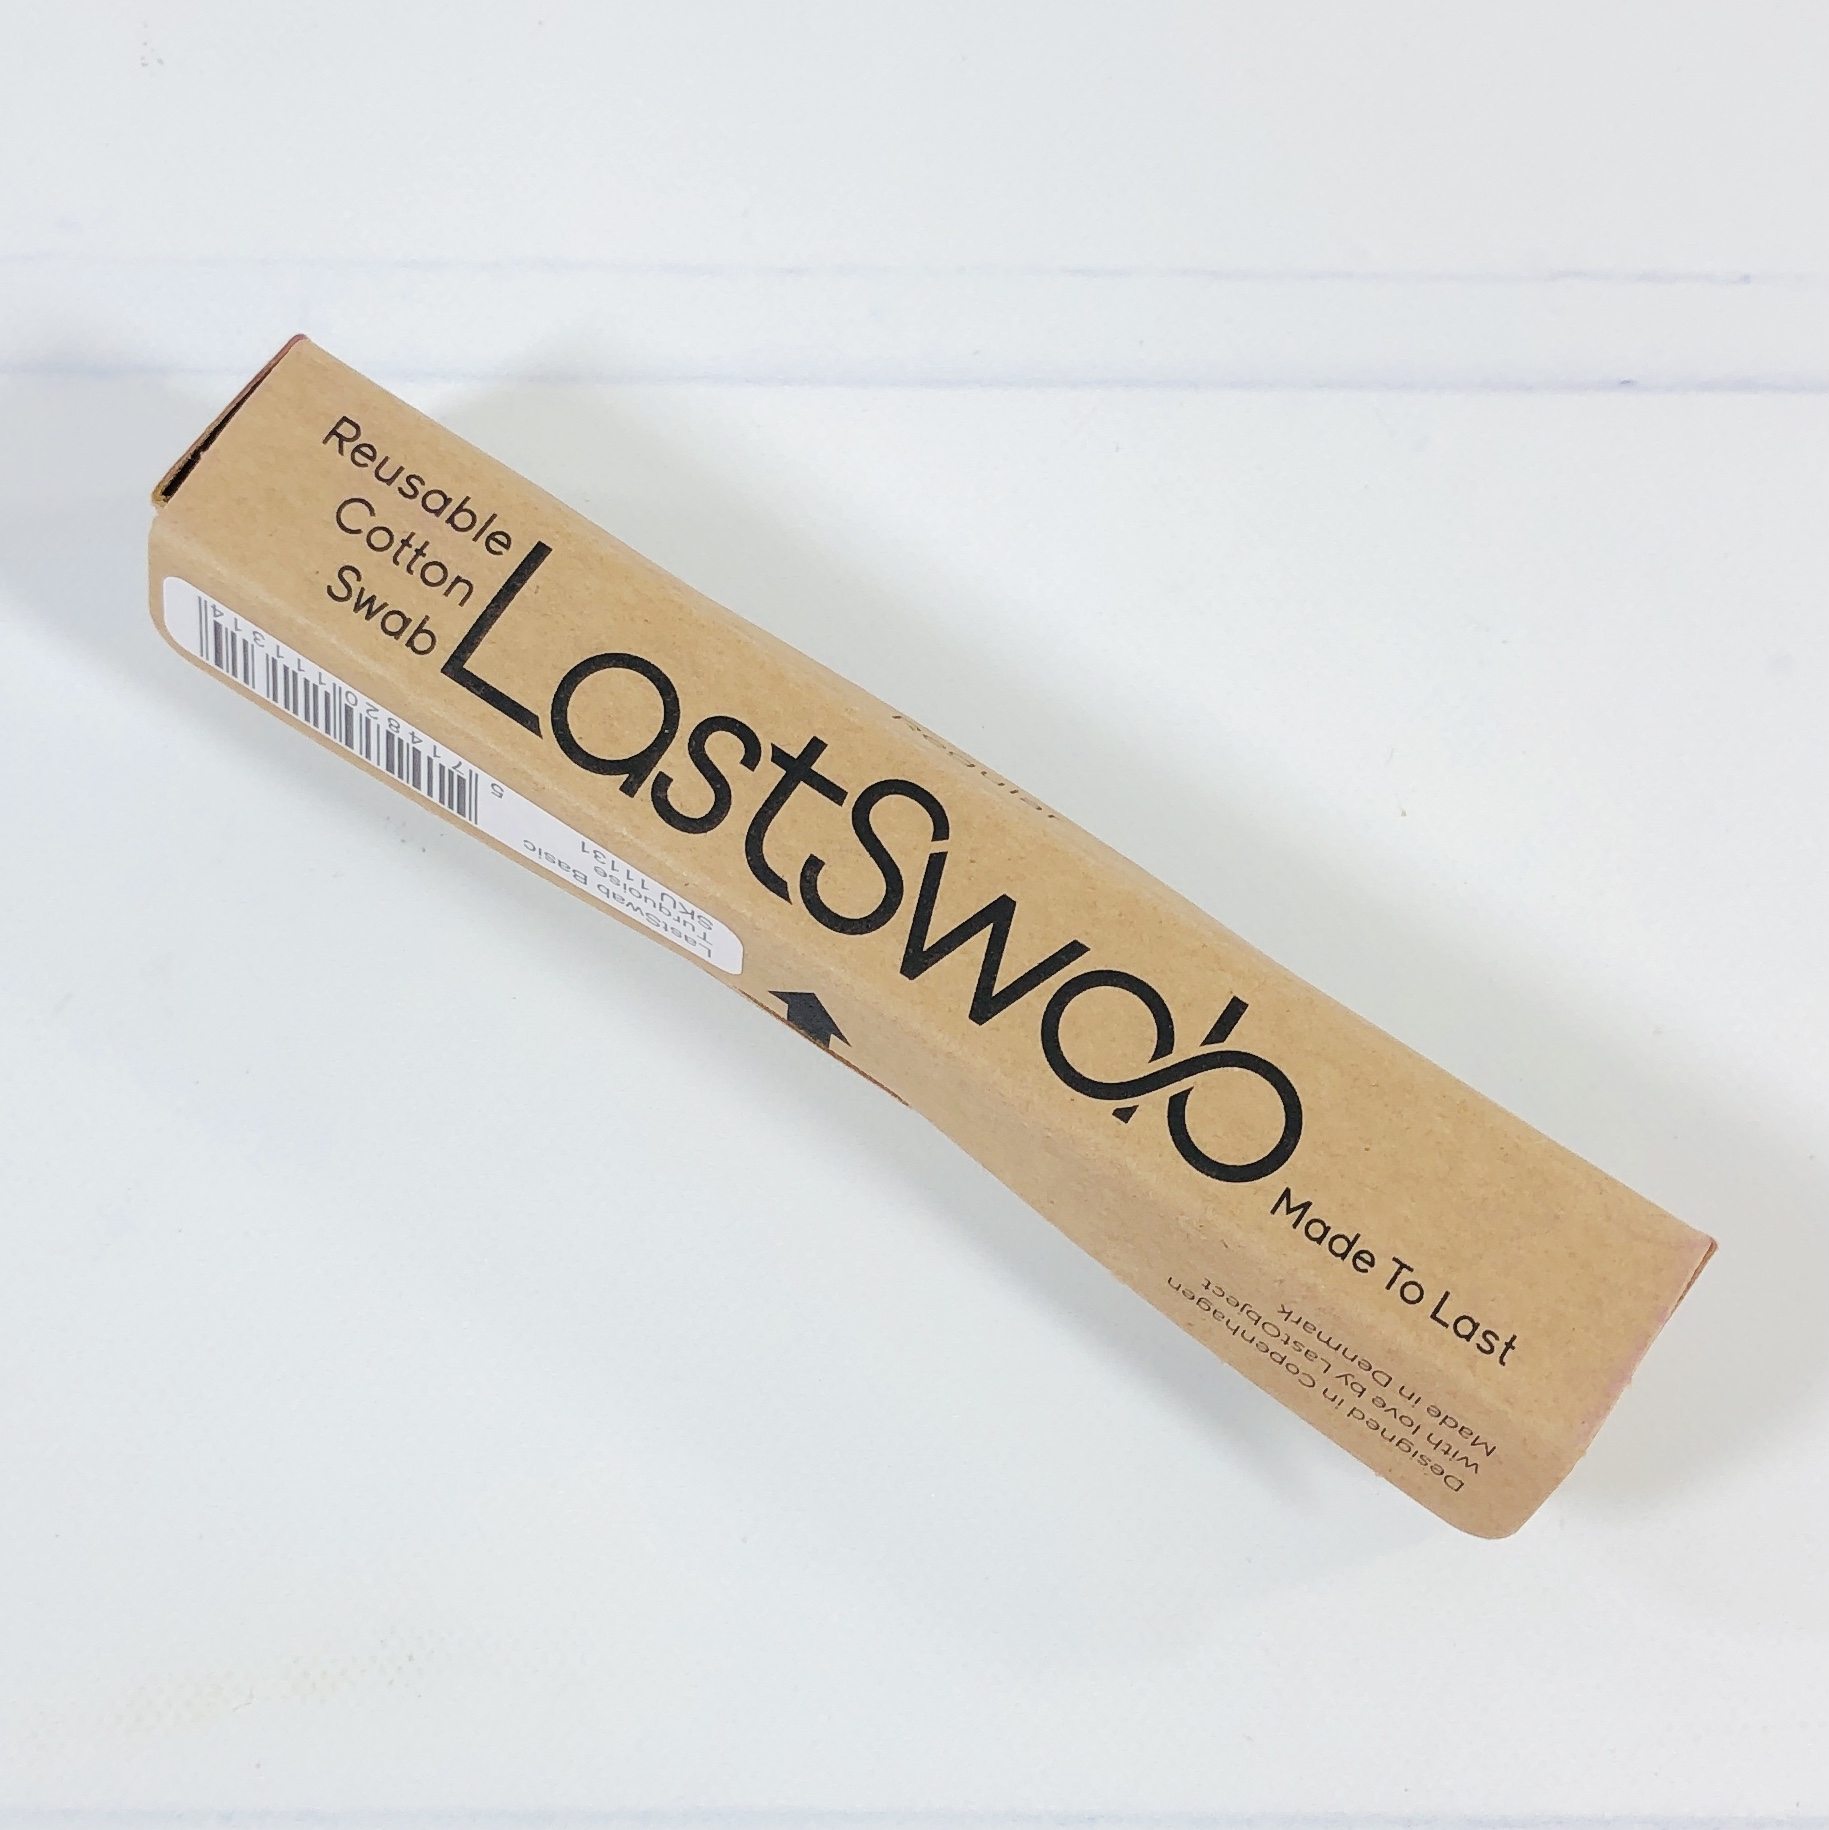 Reusable
Cotton
Swab
LastSwab
Made To Last
5 714820 111314
LastSwab Basic
Turquoise
SKU 11131
Designed in Copenhagen
with love by LastObject
Made in Denmark